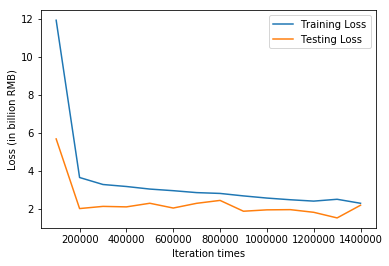 12
10
8
6
4
2
Loss (in billion RMB)
Training Loss
Testing Loss
200000 400000 600000 800000 1000000 1200000 1400000
Iteration times